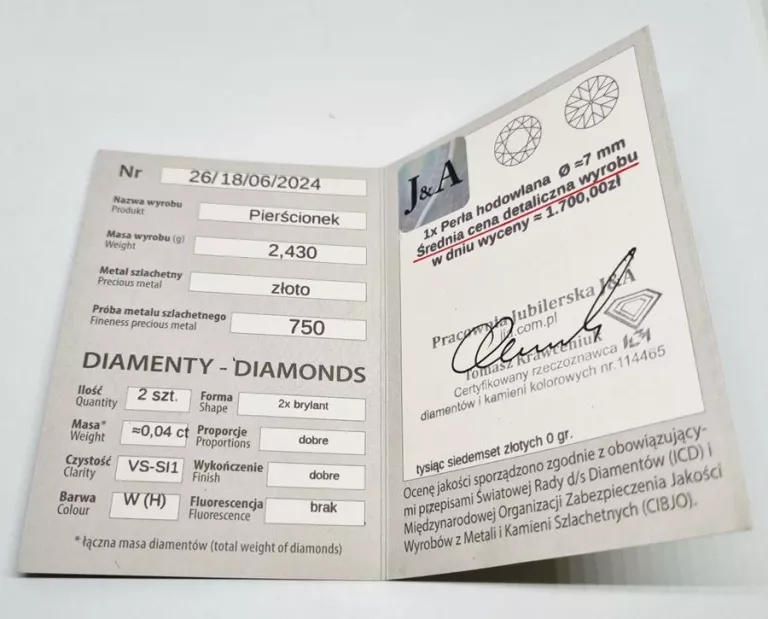 Nr 26/18/06/2024
Nazwa wyrobu
Produkt
Pierścionek
Masa wyrobu (g)
Weight
2,430
Metal szlachetny
Precious metal
złoto
Próba metalu szlachetnego
Fineness precious metal
750
DIAMENTY - DIAMONDS
Ilość
Quantity
2 szt.
Forma
Shape
2x brylant
Masa*
Weight
≈0,04 ct
Proporcje
Proportions
dobre
Czystość
Clarity
VS-SI1
Wykończenie
Finish
dobre
Barwa
Colour
W (H)
Fluorescencja
Fluorescence
brak
* łączna masa diamentów (total weight of diamonds)
J&A
1x Perła hodowlana Ø ≈7 mm
Średnia cena detaliczna wyrobu
w dniu wyceny ≈ 1.700,00zł
Pracownia Jubilerska J&A
.com.pl
Tomasz Krawczeniuk
Certyfikowany rzeczoznawca
diamentów i kamieni kolorowych nr.114465
tysiąc siedemset złotych 0 gr.
Ocenę jakości sporządzono zgodnie z obowiązujący-
mi przepisami Światowej Rady d/s Diamentów (ICD) i
Międzynarodowej Organizacji Zabezpieczenia Jakości
Wyrobów z Metali i Kamieni Szlachetnych (CIBJO).